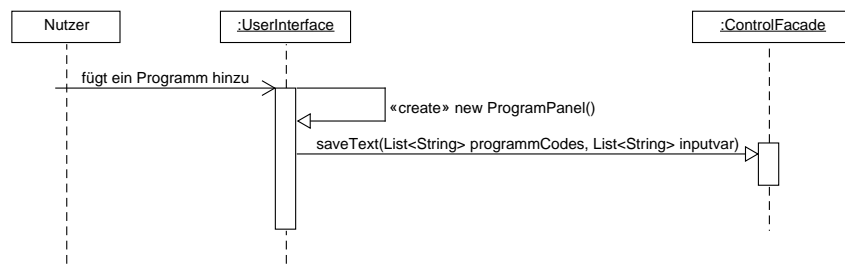 Nutzer
:UserInterface
:ControlFacade
fügt ein Programm hinzu
«create» new ProgramPanel()
saveText(List<String> programmCodes, List<String> inputvar)